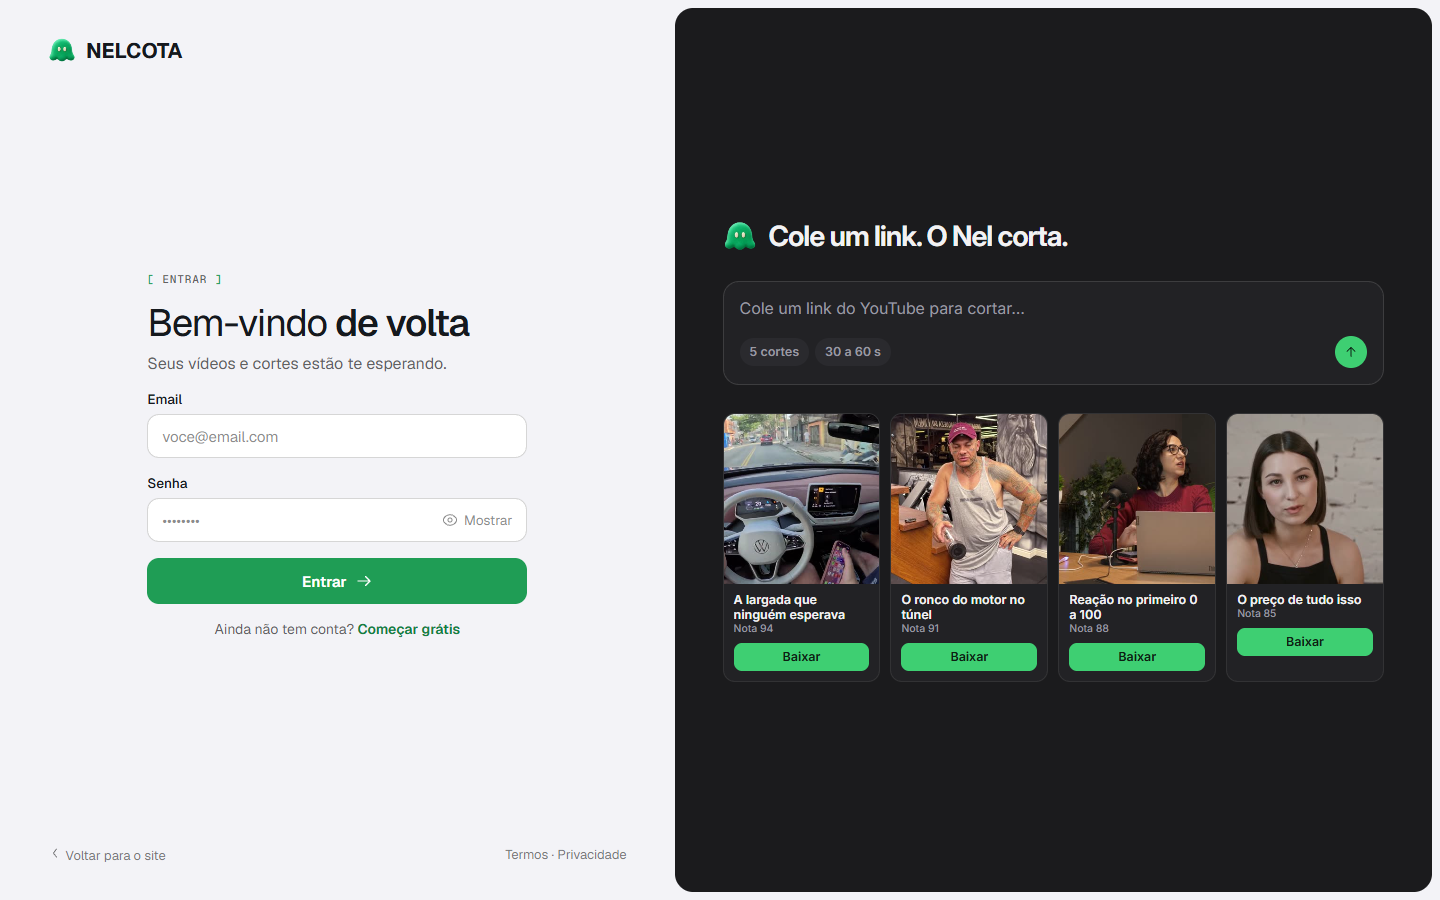 NELCOTA
[ ENTRAR ]
Bem-vindo de volta
Seus vídeos e cortes estão te esperando.
Email
voce@email.com
Senha
••••••••
Mostrar
Entrar →
Ainda não tem conta? Começar grátis
Voltar para o site
Termos · Privacidade
Cole um link. O Nel corta.
Cole um link do YouTube para cortar...
5 cortes
30 a 60 s
A largada que
ninguém esperava
Nota 94
Baixar
O ronco do motor no
túnel
Nota 91
Baixar
Reação no primeiro 0
a 100
Nota 88
Baixar
O preço de tudo isso
Nota 85
Baixar